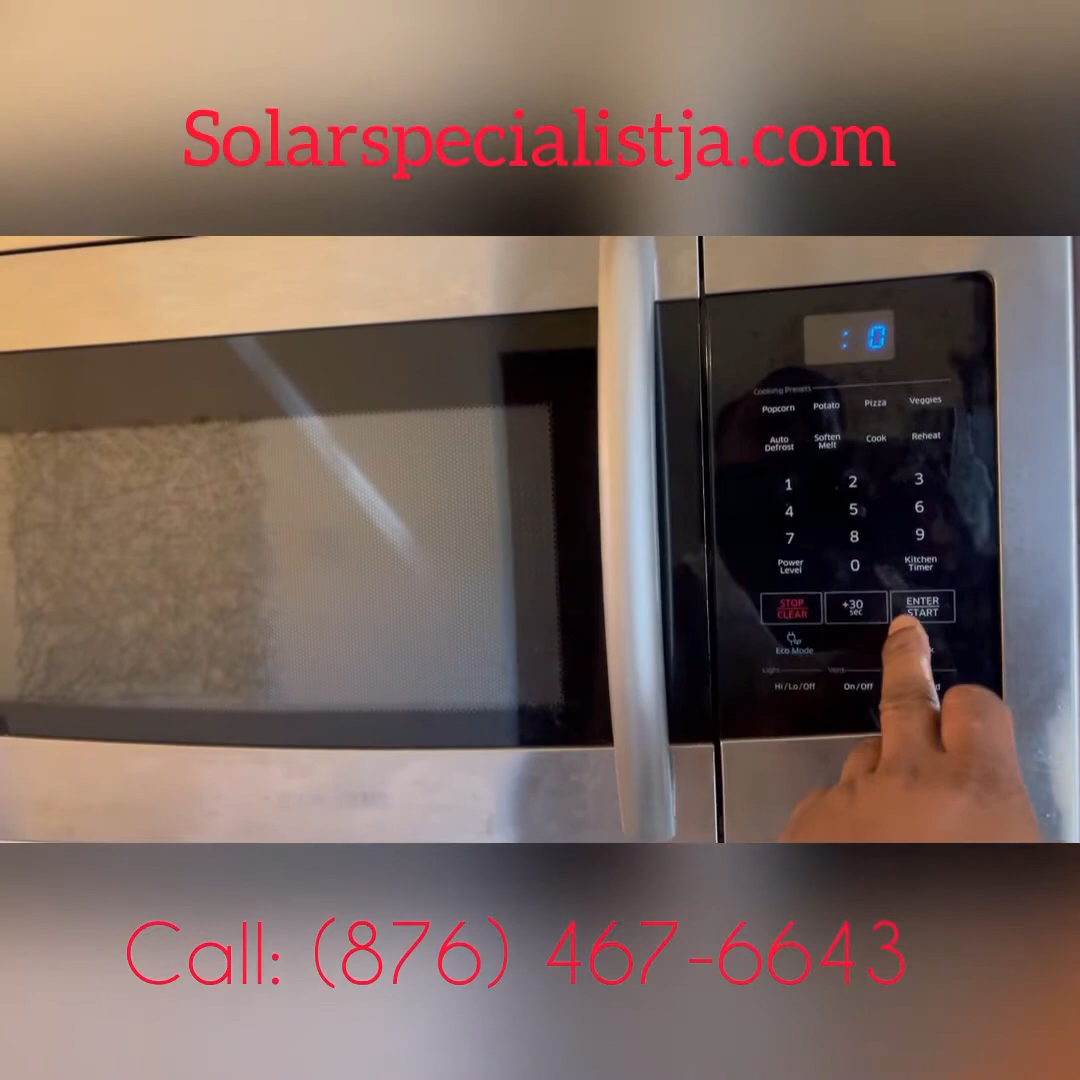 Solarspecialistja.com
: 0
Cooking Presets
Popcorn Potato Pizza Veggies
Auto Defrost Soften Melt Cook Reheat
1 2 3
4 5 6
7 8 9
Power Level 0 Kitchen Timer
STOP CLEAR +30 sec ENTER START
Eco Mode
Light Vent
Hi/Lo/Off On/Off
Call: (876) 467-6643